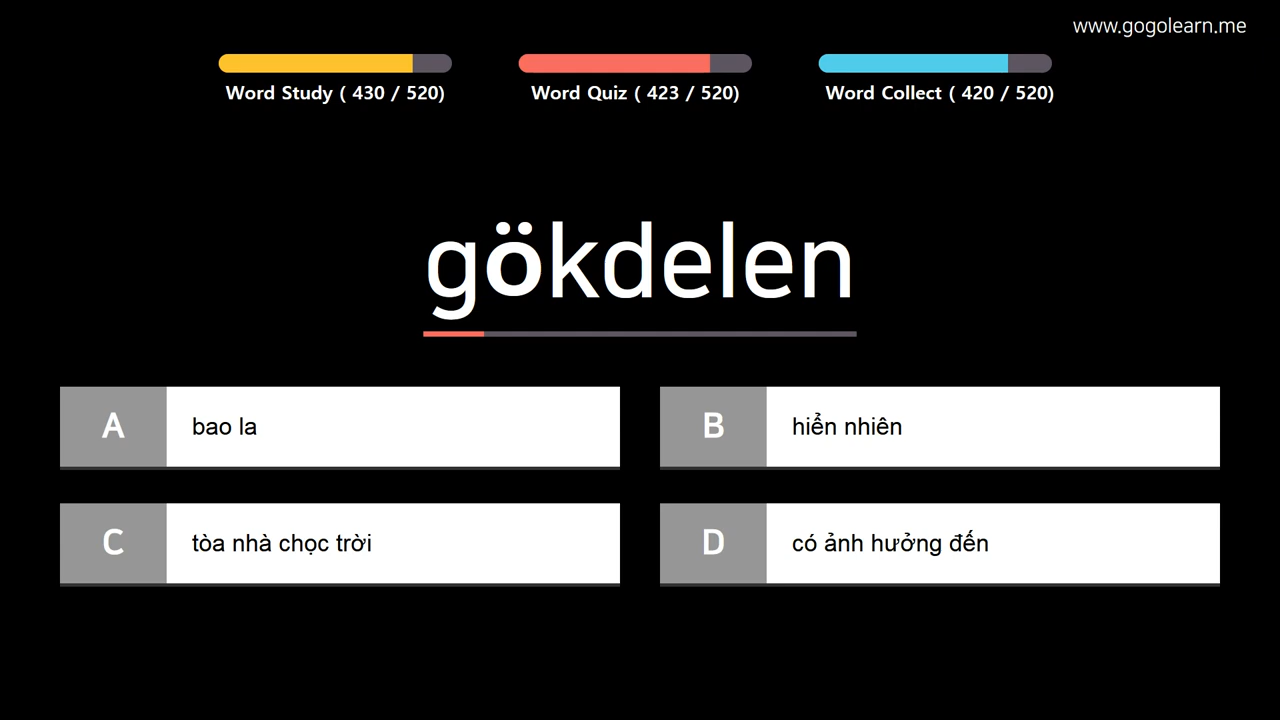 www.gogolearn.me
Word Study ( 430 / 520)
Word Quiz ( 423 / 520)
Word Collect ( 420 / 520)
gökdelen
A
bao la
B
hiển nhiên
C
tòa nhà chọc trời
D
có ảnh hưởng đến